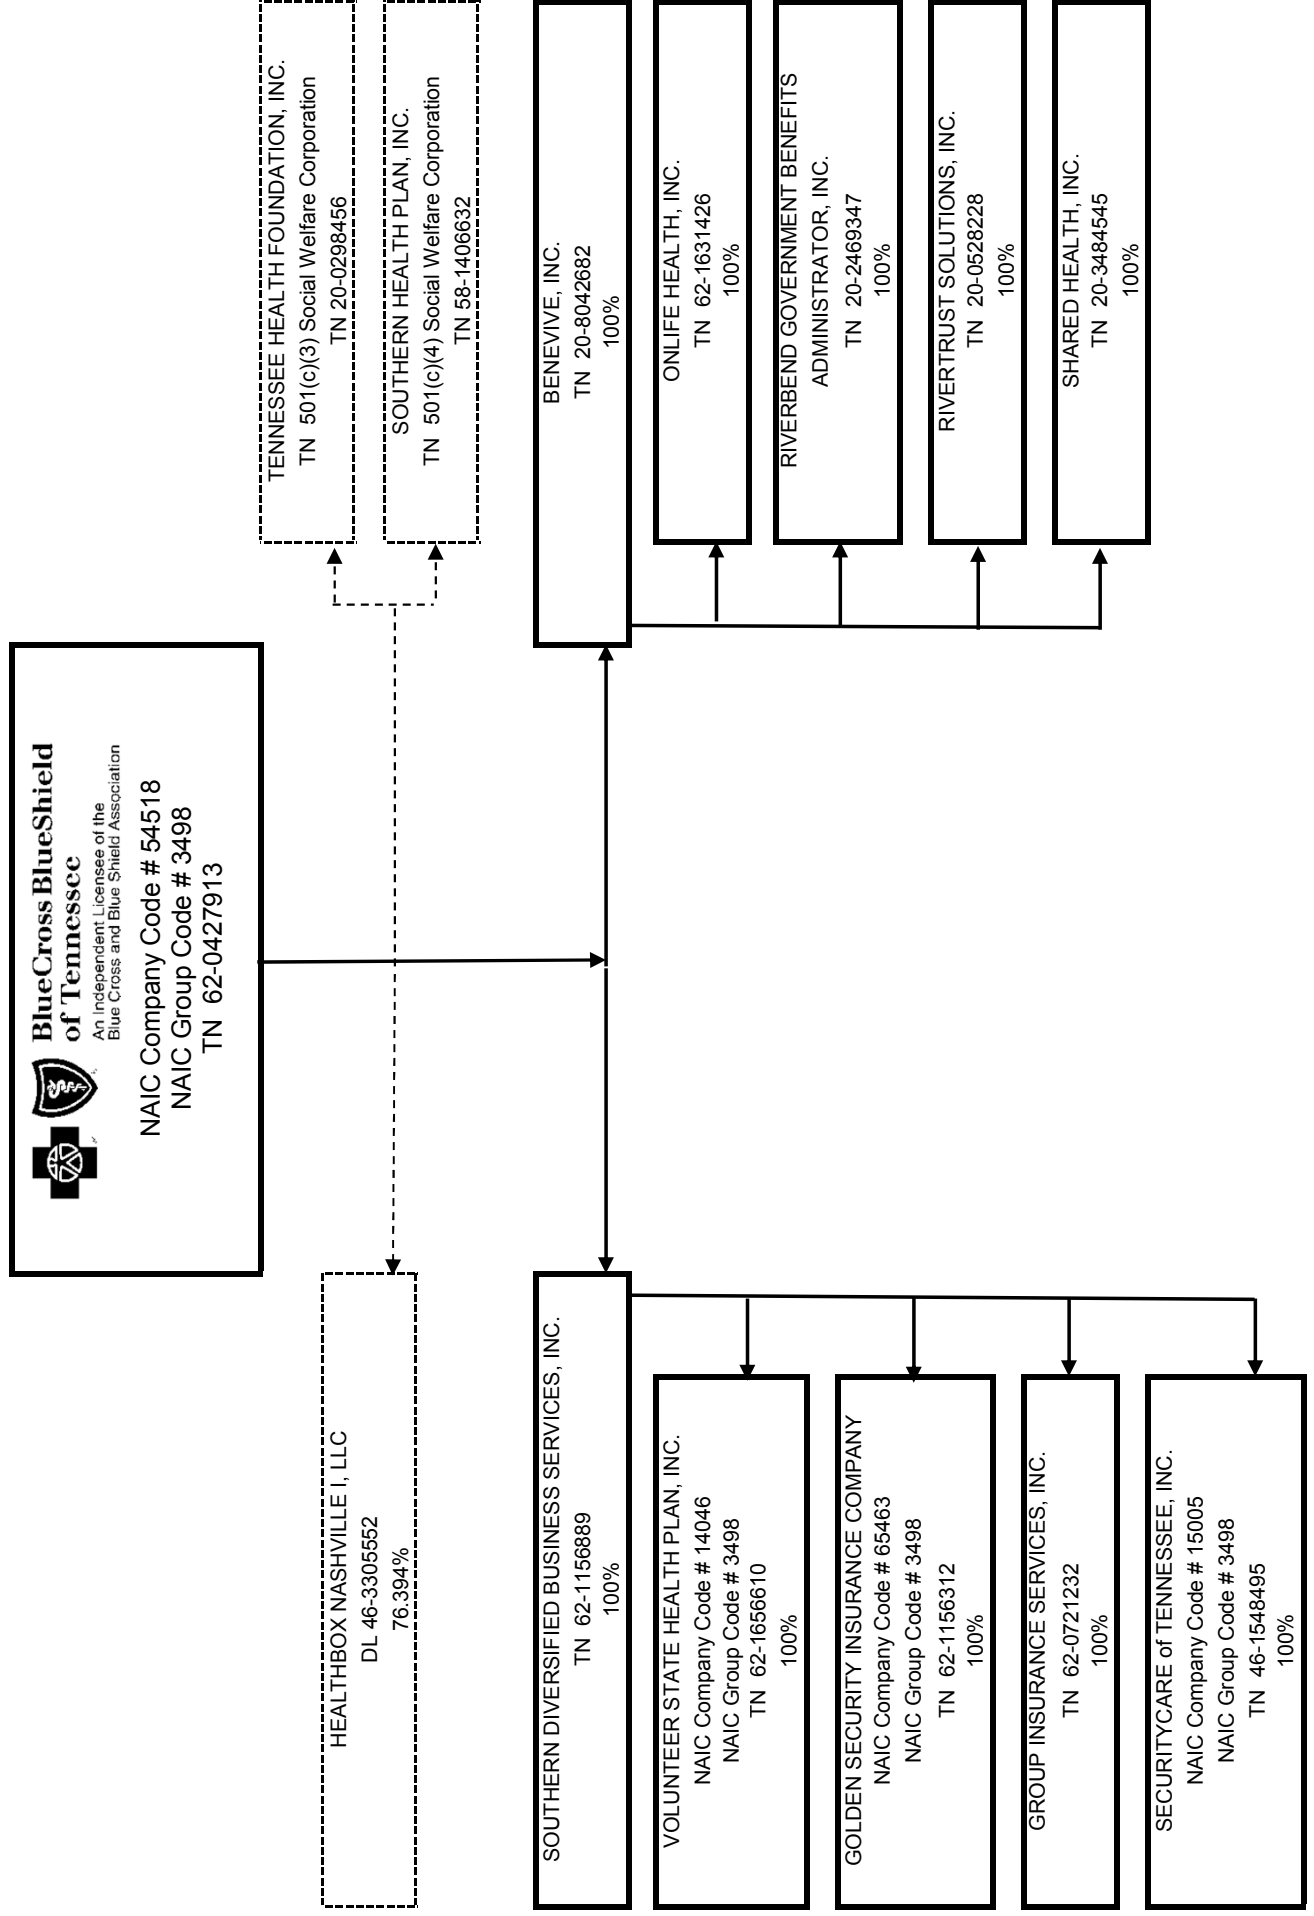 BlueCross BlueShield
of Tennessee
An Independent Licensee of the
Blue Cross and Blue Shield Association
NAIC Company Code # 54518
NAIC Group Code # 3498
TN 62-0427913
HEALTHBOX NASHVILLE I, LLC
DL 46-3305552
76.394%
TENNESSEE HEALTH FOUNDATION, INC.
TN 501(c)(3) Social Welfare Corporation
TN 20-0298456
SOUTHERN HEALTH PLAN, INC.
TN 501(c)(4) Social Welfare Corporation
TN 58-1406632
SOUTHERN DIVERSIFIED BUSINESS SERVICES, INC.
TN 62-1156889
100%
VOLUNTEER STATE HEALTH PLAN, INC.
NAIC Company Code # 14046
NAIC Group Code # 3498
TN 62-1656610
100%
GOLDEN SECURITY INSURANCE COMPANY
NAIC Company Code # 65463
NAIC Group Code # 3498
TN 62-1156312
100%
GROUP INSURANCE SERVICES, INC.
TN 62-0721232
100%
SECURITYCARE of TENNESSEE, INC.
NAIC Company Code # 15005
NAIC Group Code # 3498
TN 46-1548495
100%
BENEVIVE, INC.
TN 20-8042682
100%
ONLIFE HEALTH, INC.
TN 62-1631426
100%
RIVERBEND GOVERNMENT BENEFITS
ADMINISTRATOR, INC.
TN 20-2469347
100%
RIVERTRUST SOLUTIONS, INC.
TN 20-0528228
100%
SHARED HEALTH, INC.
TN 20-3484545
100%